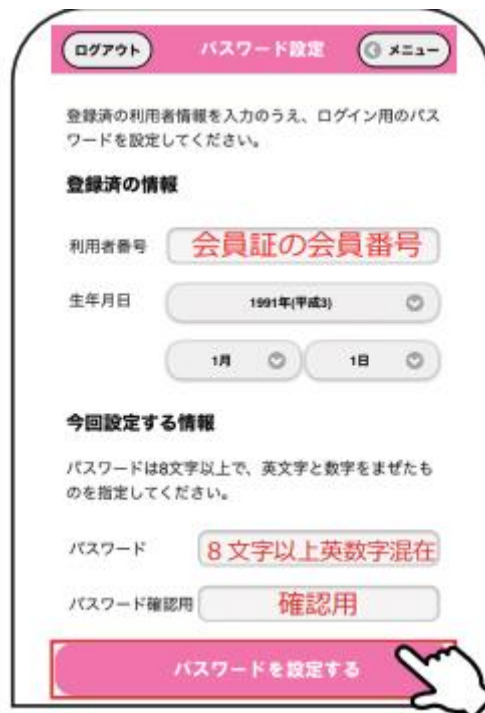 ログアウト パスワード設定 メニュー
登録済の利用者情報を入力のうえ、ログイン用のパス
ワードを設定してください。
登録済の情報
利用者番号 会員証の会員番号
生年月日 1991年(平成3)
1月 1日
今回設定する情報
パスワードは8文字以上で、英文字と数字をまぜたも
のを指定してください。
パスワード 8文字以上英数字混在
パスワード確認用 確認用
パスワードを設定する